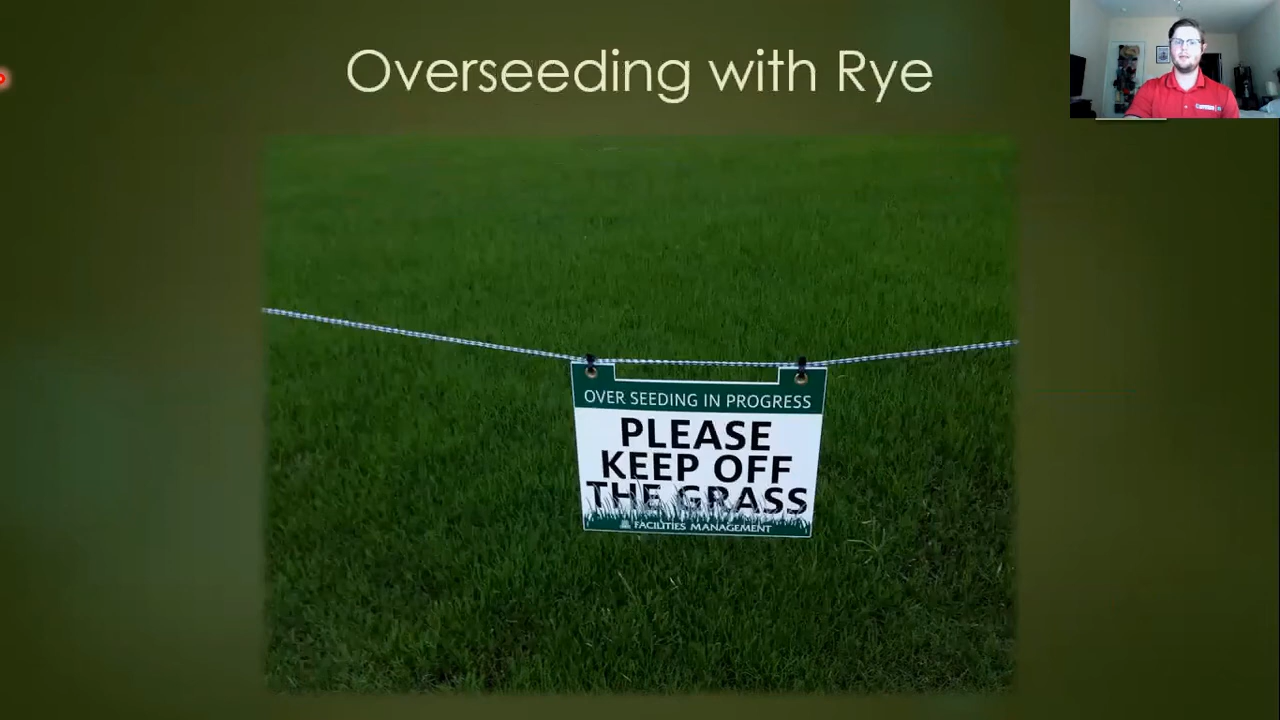 Overseeding with Rye
OVER SEEDING IN PROGRESS
PLEASE
KEEP OFF
THE GRASS
FACILITIES MANAGEMENT